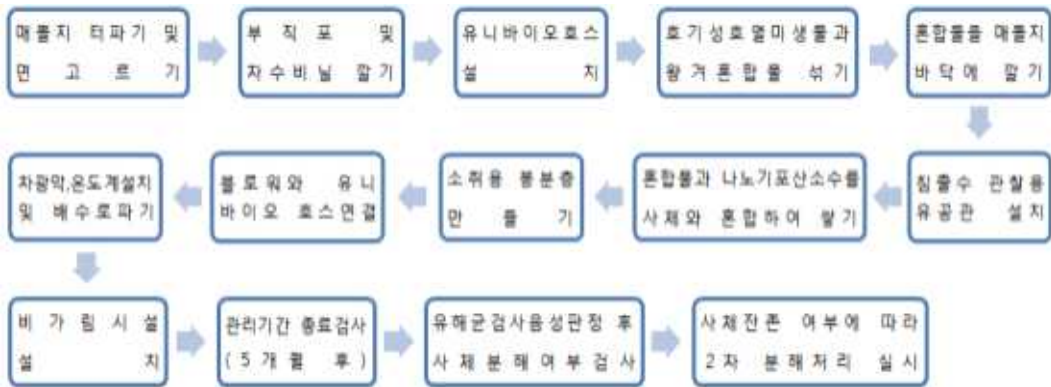 매몰지 터파기 및
면 고르기
부직포 및
차수비닐 깔기
유니바이오호스
설치
호기성호열미생물과
왕겨혼합물 섞기
혼합물을 매몰지
바닥에 깔기
침출수 관찰용
유공관 설치
혼합물과 나노기포산소수를
사체와 혼합하여 쌓기
소취용 봉분층
만들기
블로워와 유니
바이오 호스연결
차광막,온도계설치
및 배수로파기
비가림시설
설치
관리기간 종료검사
(5개월 후)
유해균검사음성판정 후
사체분해여부검사
사체잔존 여부에 따라
2차 분해처리 실시